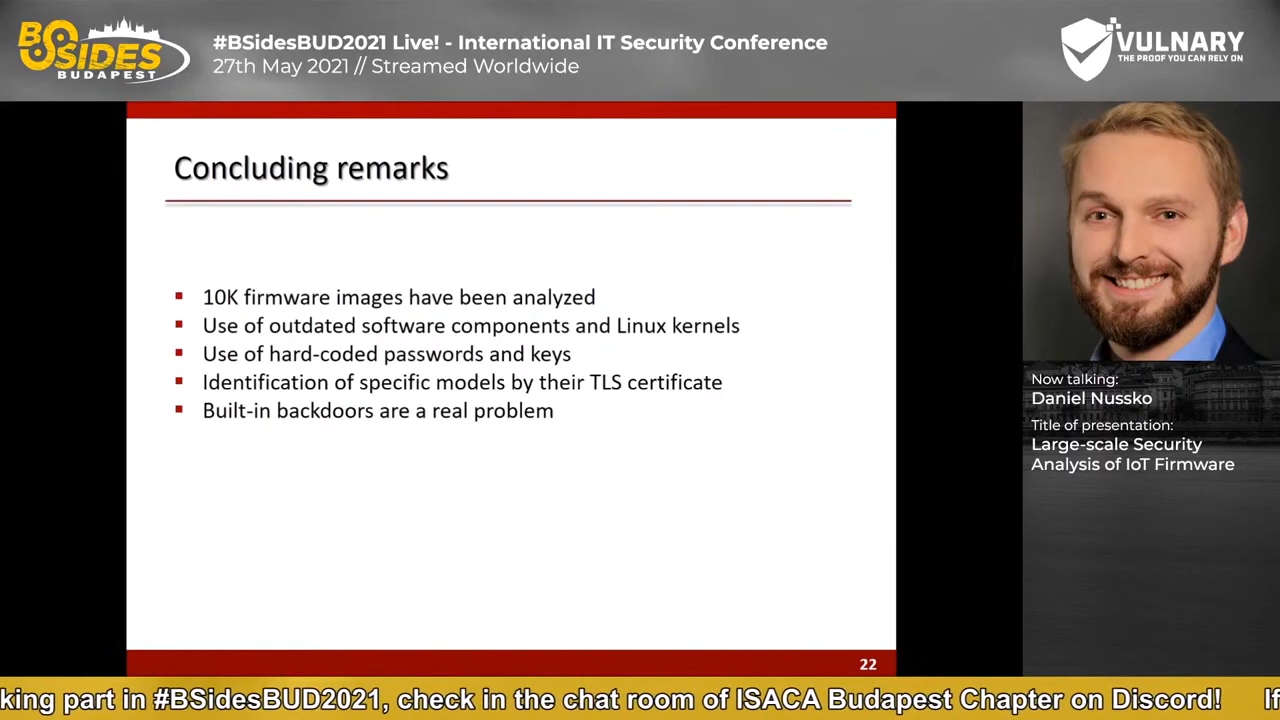 BSIDES
BUDAPEST
#BSidesBUD2021 Live! - International IT Security Conference
27th May 2021 // Streamed Worldwide
VULNARY
THE PROOF YOU CAN RELY ON
Concluding remarks
10K firmware images have been analyzed
Use of outdated software components and Linux kernels
Use of hard-coded passwords and keys
Identification of specific models by their TLS certificate
Built-in backdoors are a real problem
22
Now talking:
Daniel Nussko
Title of presentation:
Large-scale Security
Analysis of IoT Firmware
king part in #BSidesBUD2021, check in the chat room of ISACA Budapest Chapter on Discord! If